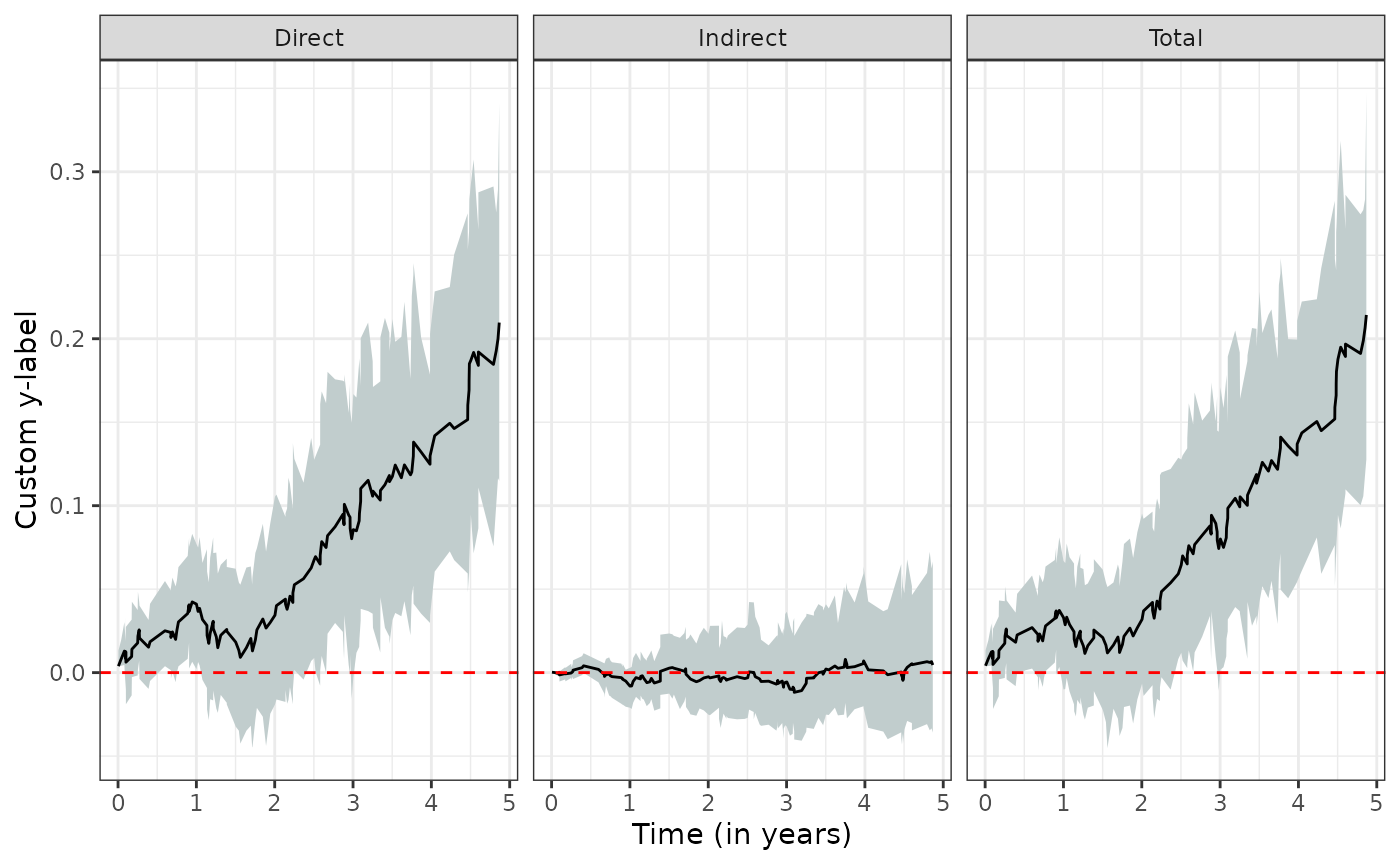 Direct Indirect Total
Custom y-label
0.3
0.2
0.1
0.0
0 1 2 3 4 5 0 1 2 3 4 5 0 1 2 3 4 5
Time (in years)